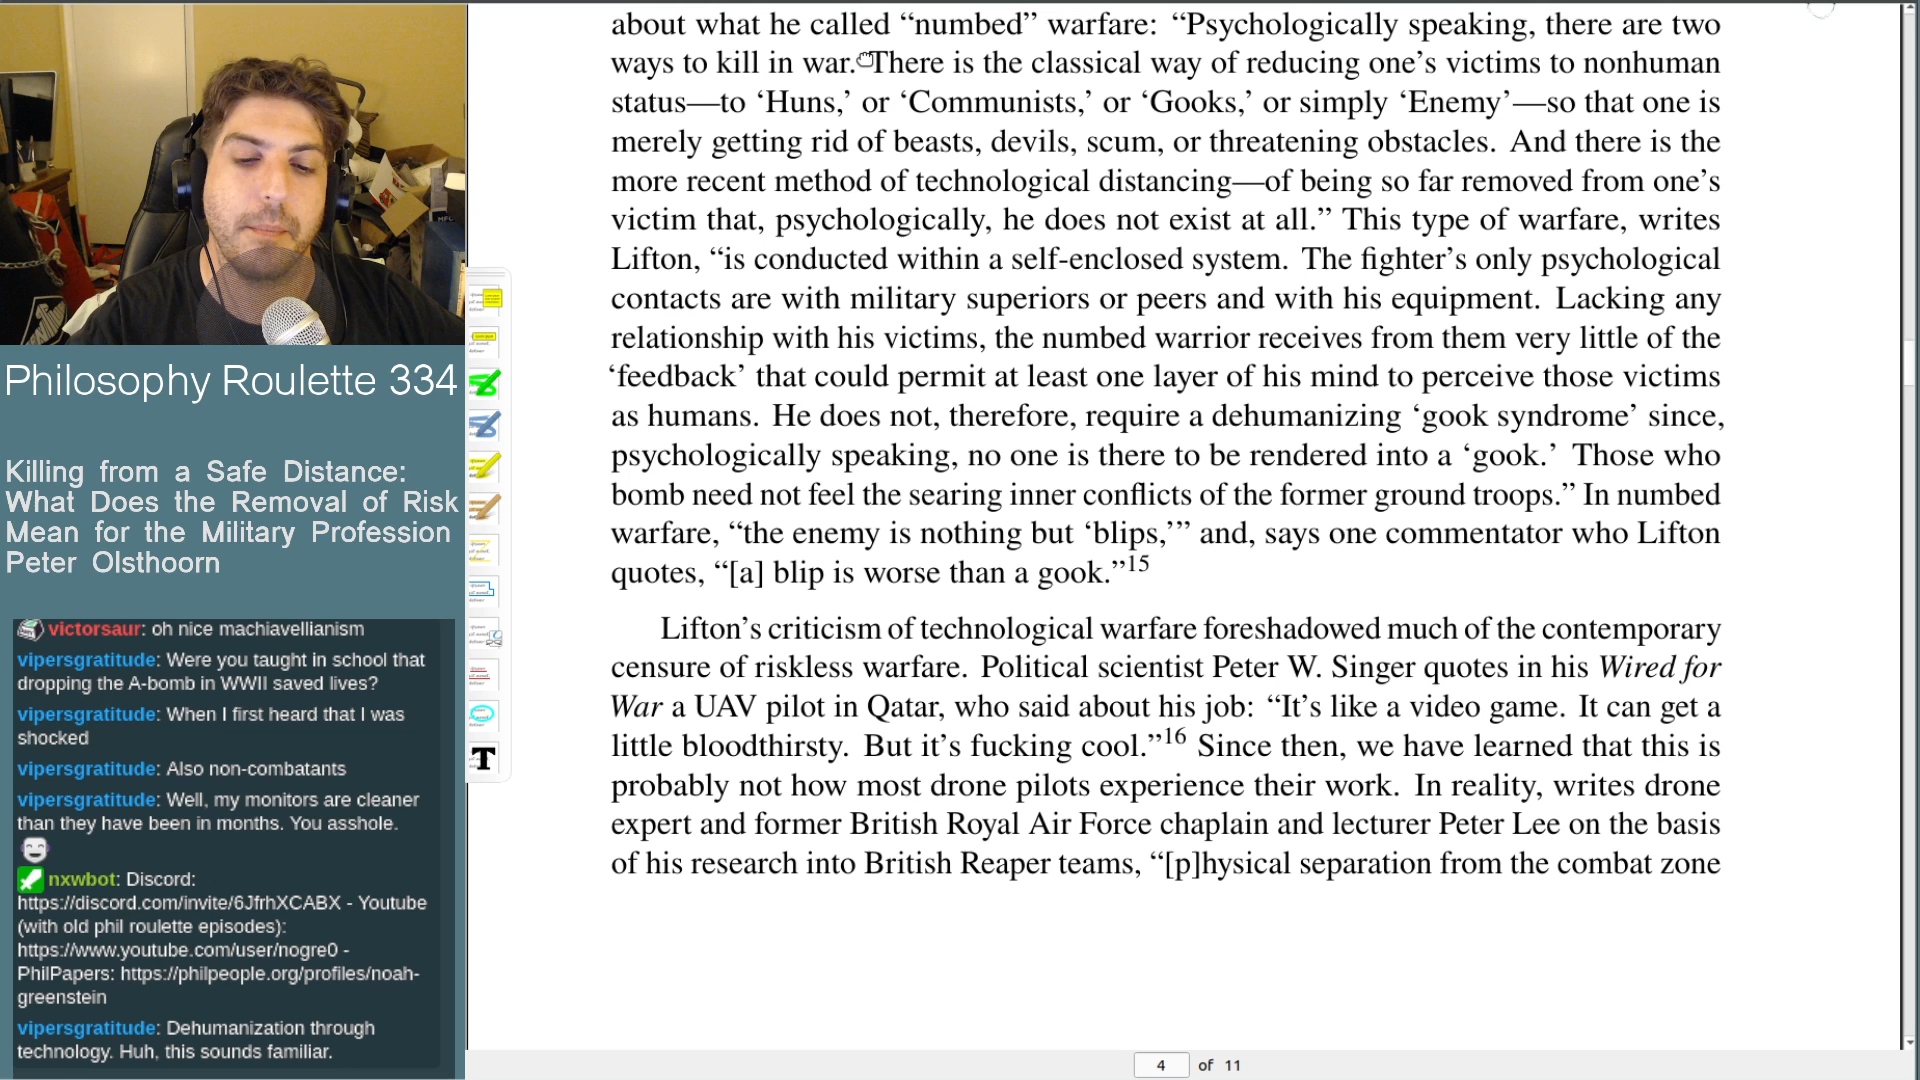 Philosophy Roulette 334
Killing from a Safe Distance:
What Does the Removal of Risk
Mean for the Military Profession
Peter Olsthoorn
victorsaur: oh nice machiavellianism
vipersgratitude: Were you taught in school that
dropping the A-bomb in WWII saved lives?
vipersgratitude: When I first heard that I was
shocked
vipersgratitude: Also non-combatants
vipersgratitude: Well, my monitors are cleaner
than they have been in months. You asshole.
nxwbot: Discord:
https://discord.com/invite/6JfrhXCABX - Youtube
(with old phil roulette episodes):
https://www.youtube.com/user/nogre0 -
PhilPapers: https://philpeople.org/profiles/noah-
greenstein
vipersgratitude: Dehumanization through
technology. Huh, this sounds familiar.
about what he called “numbed” warfare: “Psychologically speaking, there are two
ways to kill in war. There is the classical way of reducing one’s victims to nonhuman
status—to ‘Huns,’ or ‘Communists,’ or ‘Gooks,’ or simply ‘Enemy’—so that one is
merely getting rid of beasts, devils, scum, or threatening obstacles. And there is the
more recent method of technological distancing—of being so far removed from one’s
victim that, psychologically, he does not exist at all.” This type of warfare, writes
Lifton, “is conducted within a self-enclosed system. The fighter’s only psychological
contacts are with military superiors or peers and with his equipment. Lacking any
relationship with his victims, the numbed warrior receives from them very little of the
‘feedback’ that could permit at least one layer of his mind to perceive those victims
as humans. He does not, therefore, require a dehumanizing ‘gook syndrome’ since,
psychologically speaking, no one is there to be rendered into a ‘gook.’ Those who
bomb need not feel the searing inner conflicts of the former ground troops.” In numbed
warfare, “the enemy is nothing but ‘blips,’” and, says one commentator who Lifton
quotes, “[a] blip is worse than a gook.”15
Lifton’s criticism of technological warfare foreshadowed much of the contemporary
censure of riskless warfare. Political scientist Peter W. Singer quotes in his Wired for
War a UAV pilot in Qatar, who said about his job: “It’s like a video game. It can get a
little bloodthirsty. But it’s fucking cool.”16 Since then, we have learned that this is
probably not how most drone pilots experience their work. In reality, writes drone
expert and former British Royal Air Force chaplain and lecturer Peter Lee on the basis
of his research into British Reaper teams, “[p]hysical separation from the combat zone
4 of 11